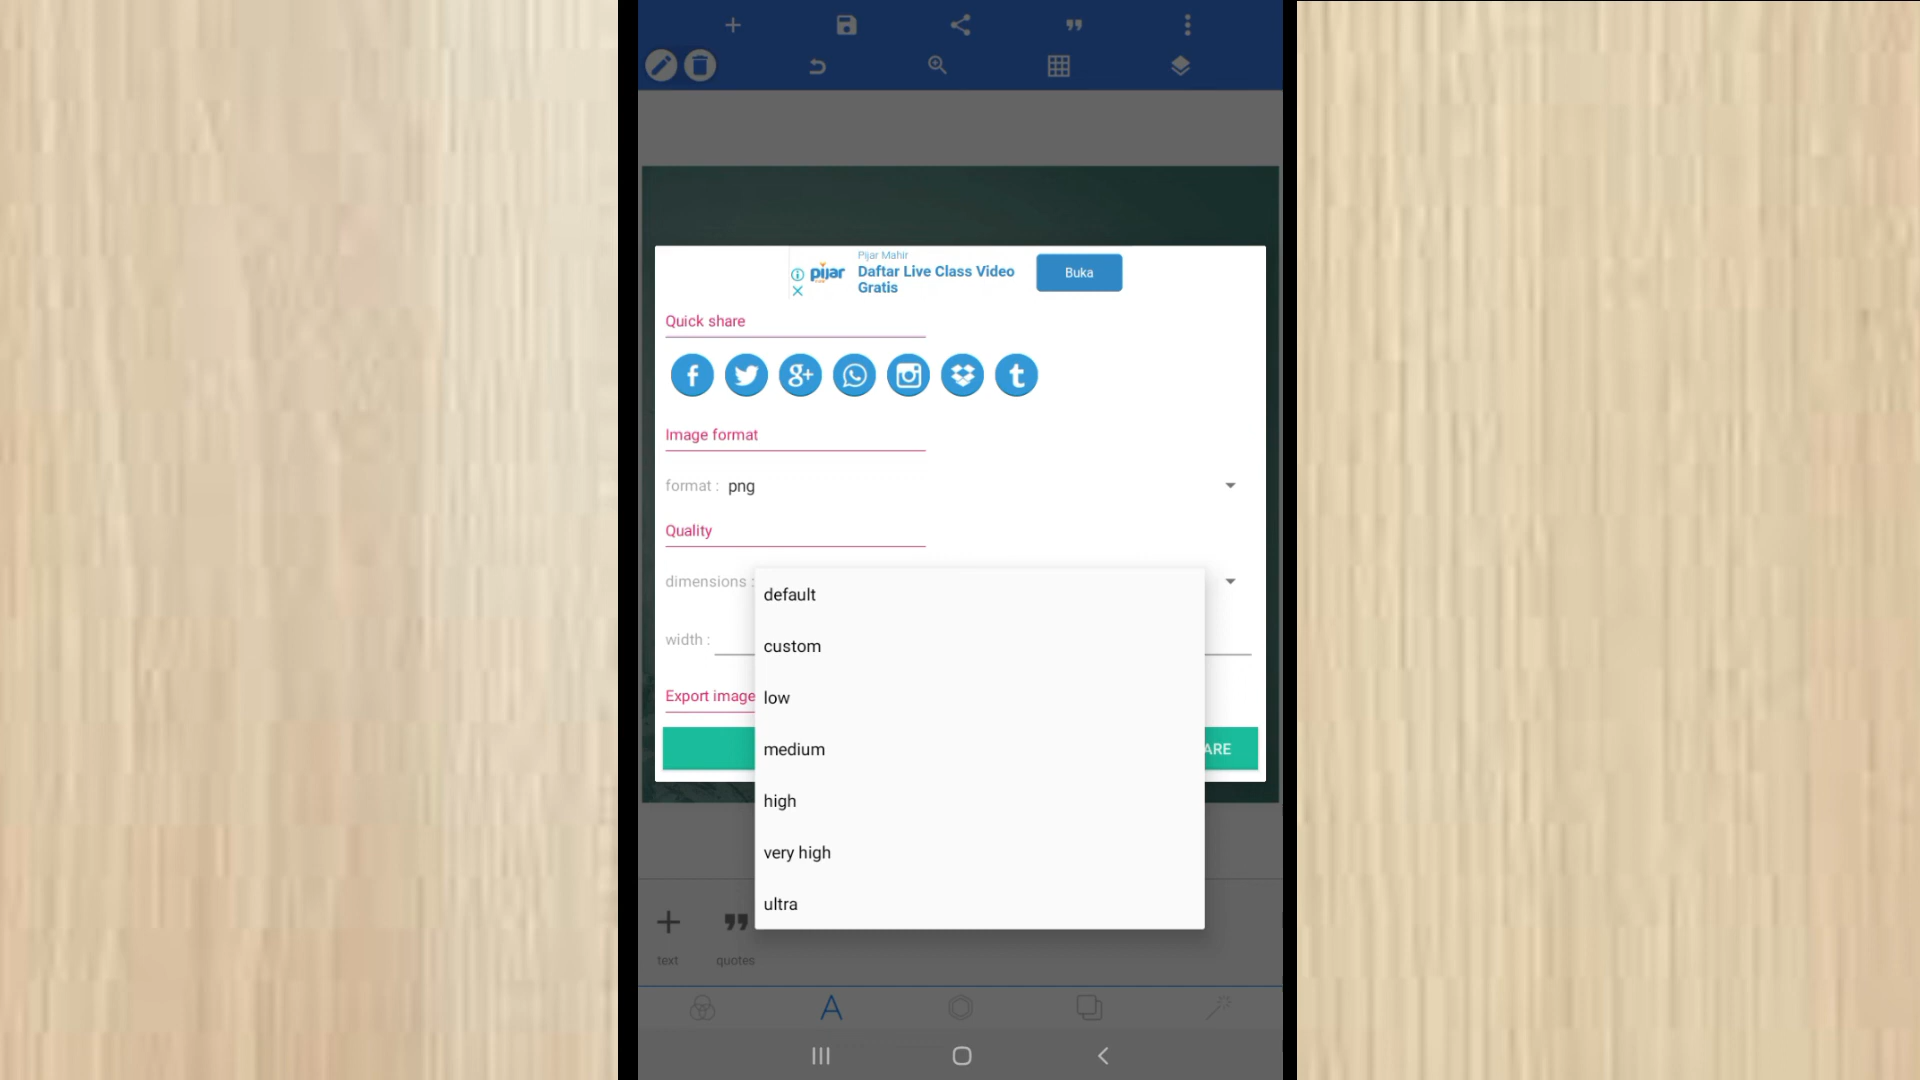 Pijar Mahir
pijar
Daftar Live Class Video
Gratis
Buka
Quick share
Image format
format : png
Quality
dimensions :
default
custom
width :
low
Export image
medium
ARE
high
very high
ultra
text
quotes